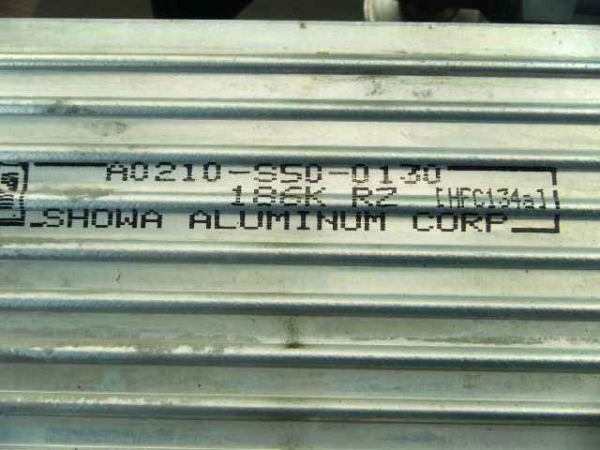 A0210-S50-0130
186K RZ [HFC134a]
SHOWA ALUMINUM CORP